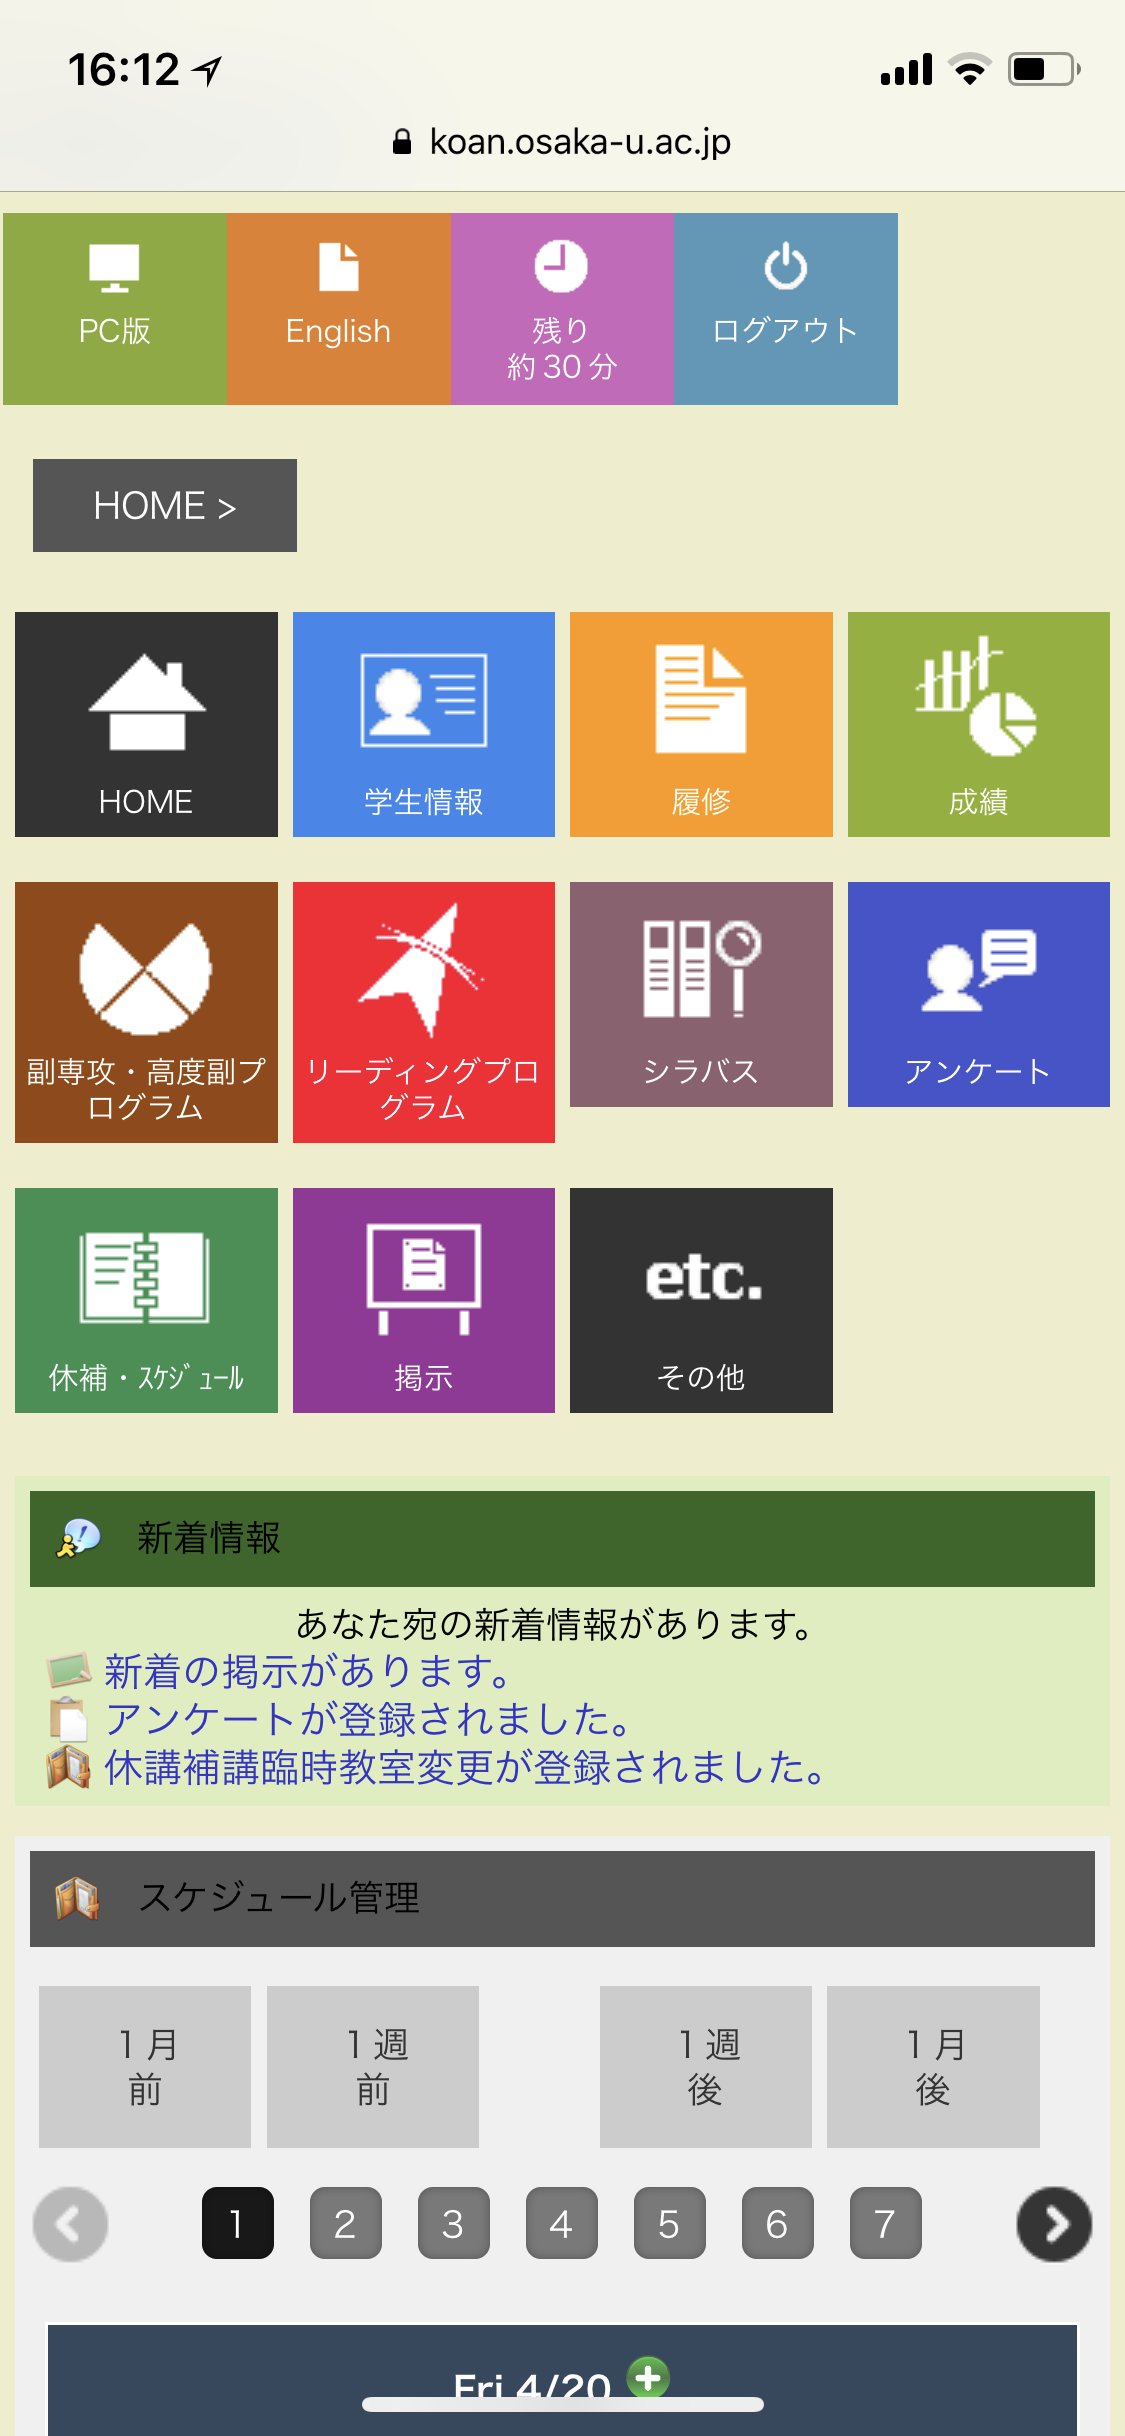 16:12
koan.osaka-u.ac.jp
PC版
English
残り
約 30 分
ログアウト
HOME >
HOME
学生情報
履修
成績
副専攻・高度副プ
ログラム
リーディングプロ
グラム
シラバス
アンケート
休補・ｽｹｼﾞｭｰﾙ
掲示
etc.
その他
新着情報
あなた宛の新着情報があります。
新着の掲示があります。
アンケートが登録されました。
休講補講臨時教室変更が登録されました。
スケジュール管理
1 月
前
1 週
前
1 週
後
1 月
後
1 2 3 4 5 6 7
Fri 4/20